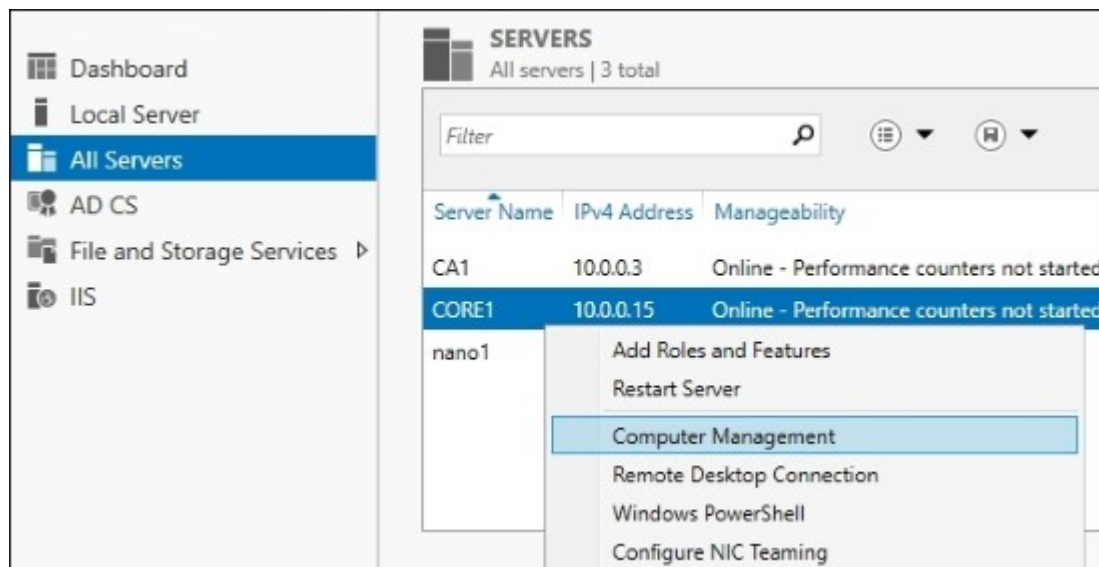 Dashboard
Local Server
All Servers
AD CS
File and Storage Services
IIS
SERVERS
All servers | 3 total
Filter
Server Name IPv4 Address Manageability
CA1 10.0.0.3 Online - Performance counters not started
CORE1 10.0.0.15 Online - Performance counters not started
nano1
Add Roles and Features
Restart Server
Computer Management
Remote Desktop Connection
Windows PowerShell
Configure NIC Teaming